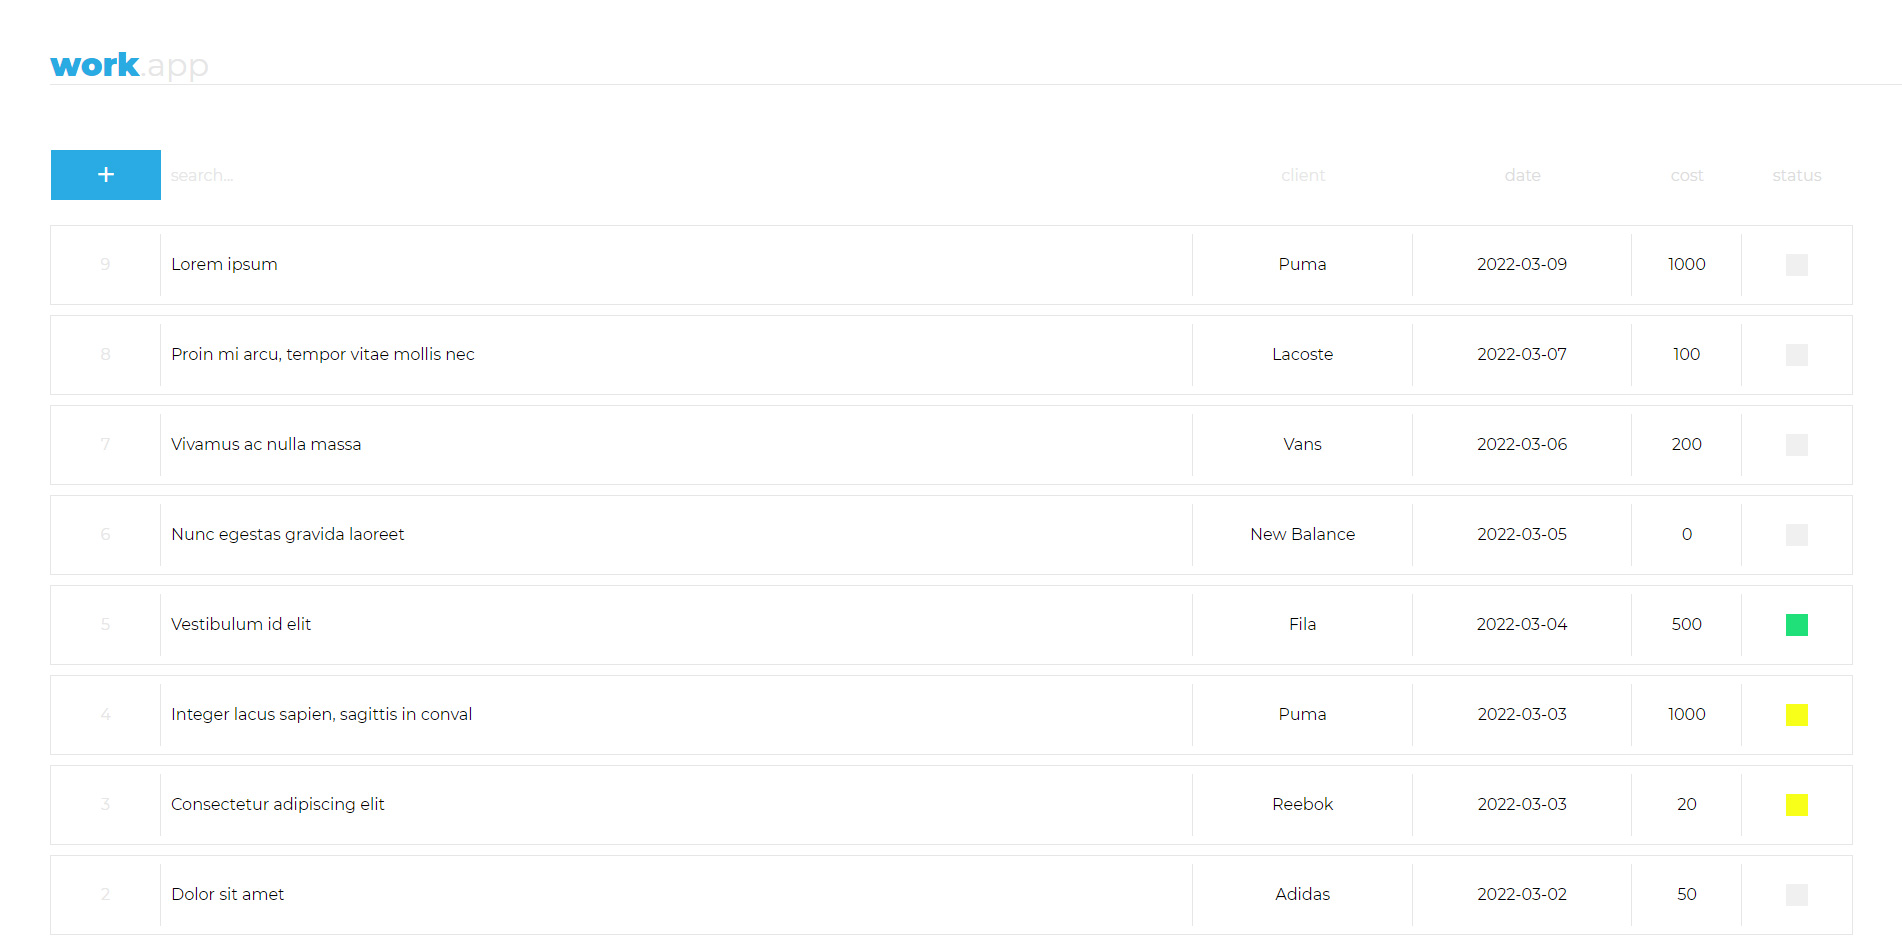 work.app
+ search... client date cost status
9 Lorem ipsum Puma 2022-03-09 1000
8 Proin mi arcu, tempor vitae mollis nec Lacoste 2022-03-07 100
7 Vivamus ac nulla massa Vans 2022-03-06 200
6 Nunc egestas gravida laoreet New Balance 2022-03-05 0
5 Vestibulum id elit Fila 2022-03-04 500
4 Integer lacus sapien, sagittis in conval Puma 2022-03-03 1000
3 Consectetur adipiscing elit Reebok 2022-03-03 20
2 Dolor sit amet Adidas 2022-03-02 50